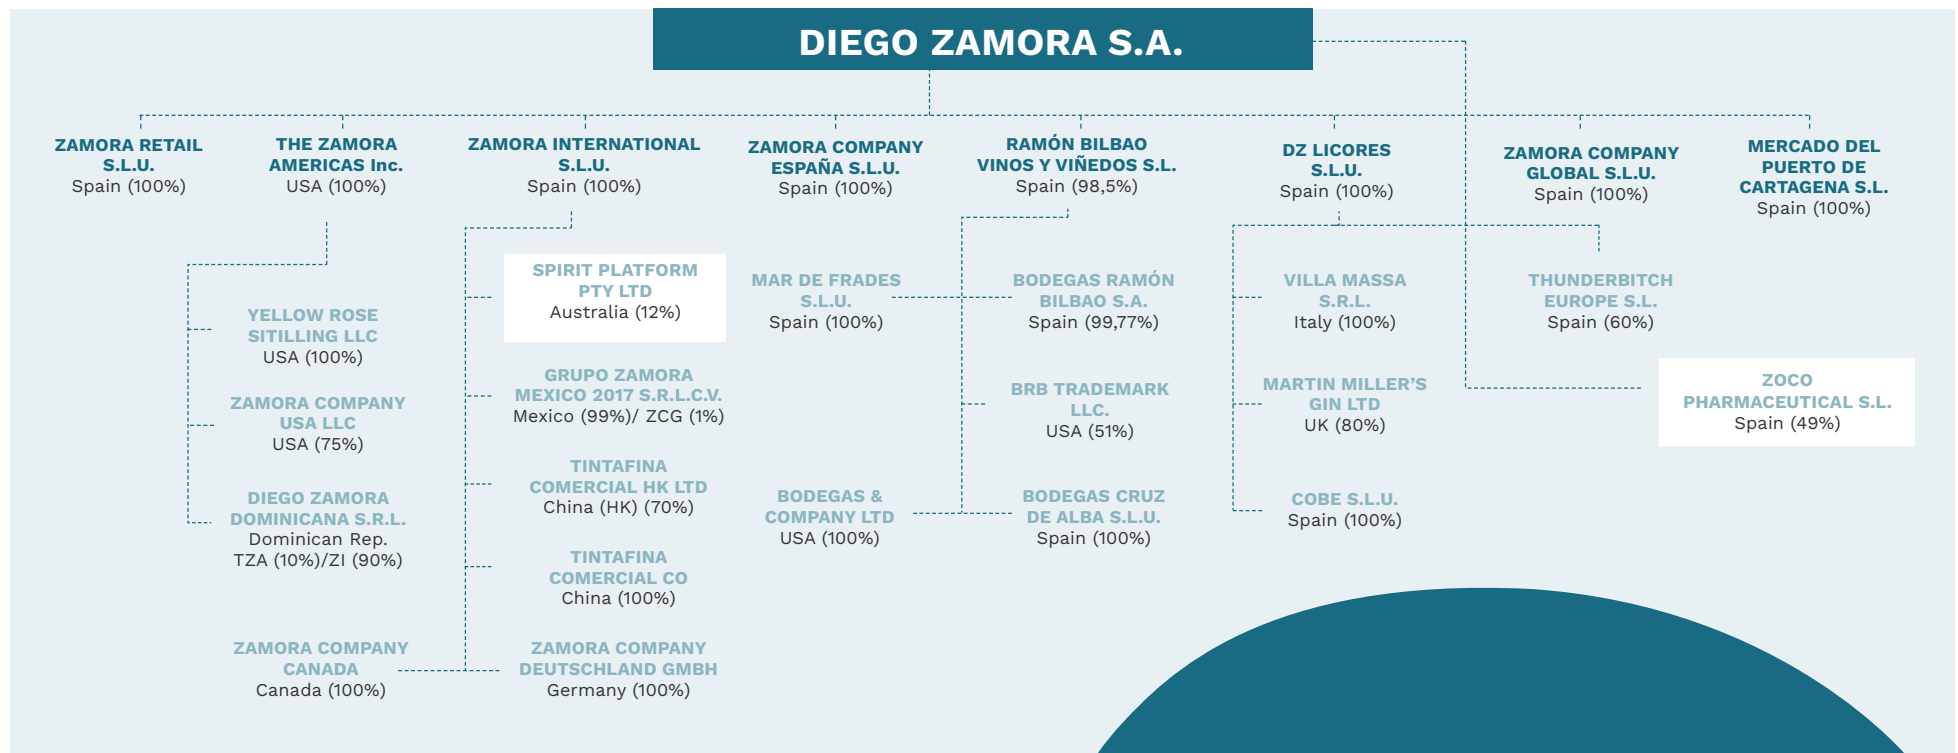 DIEGO ZAMORA S.A.
ZAMORA RETAIL
S.L.U.
Spain (100%)
THE ZAMORA
AMERICAS Inc.
USA (100%)
ZAMORA INTERNATIONAL
S.L.U.
Spain (100%)
ZAMORA COMPANY
ESPAÑA S.L.U.
Spain (100%)
RAMÓN BILBAO
VINOS Y VIÑEDOS S.L.
Spain (98,5%)
DZ LICORES
S.L.U.
Spain (100%)
ZAMORA COMPANY
GLOBAL S.L.U.
Spain (100%)
MERCADO DEL
PUERTO DE
CARTAGENA S.L.
Spain (100%)
YELLOW ROSE
SITILLING LLC
USA (100%)
ZAMORA COMPANY
USA LLC
USA (75%)
DIEGO ZAMORA
DOMINICANA S.R.L.
Dominican Rep.
TZA (10%)/ZI (90%)
ZAMORA COMPANY
CANADA
Canada (100%)
SPIRIT PLATFORM
PTY LTD
Australia (12%)
GRUPO ZAMORA
MEXICO 2017 S.R.L.C.V.
Mexico (99%)/ ZCG (1%)
TINTAFINA
COMERCIAL HK LTD
China (HK) (70%)
TINTAFINA
COMERCIAL CO
China (100%)
ZAMORA COMPANY
DEUTSCHLAND GMBH
Germany (100%)
MAR DE FRADES
S.L.U.
Spain (100%)
BODEGAS &
COMPANY LTD
USA (100%)
BODEGAS RAMÓN
BILBAO S.A.
Spain (99,77%)
BRB TRADEMARK
LLC.
USA (51%)
BODEGAS CRUZ
DE ALBA S.L.U.
Spain (100%)
VILLA MASSA
S.R.L.
Italy (100%)
MARTIN MILLER’S
GIN LTD
UK (80%)
COBE S.L.U.
Spain (100%)
THUNDERBITCH
EUROPE S.L.
Spain (60%)
ZOCO
PHARMACEUTICAL S.L.
Spain (49%)